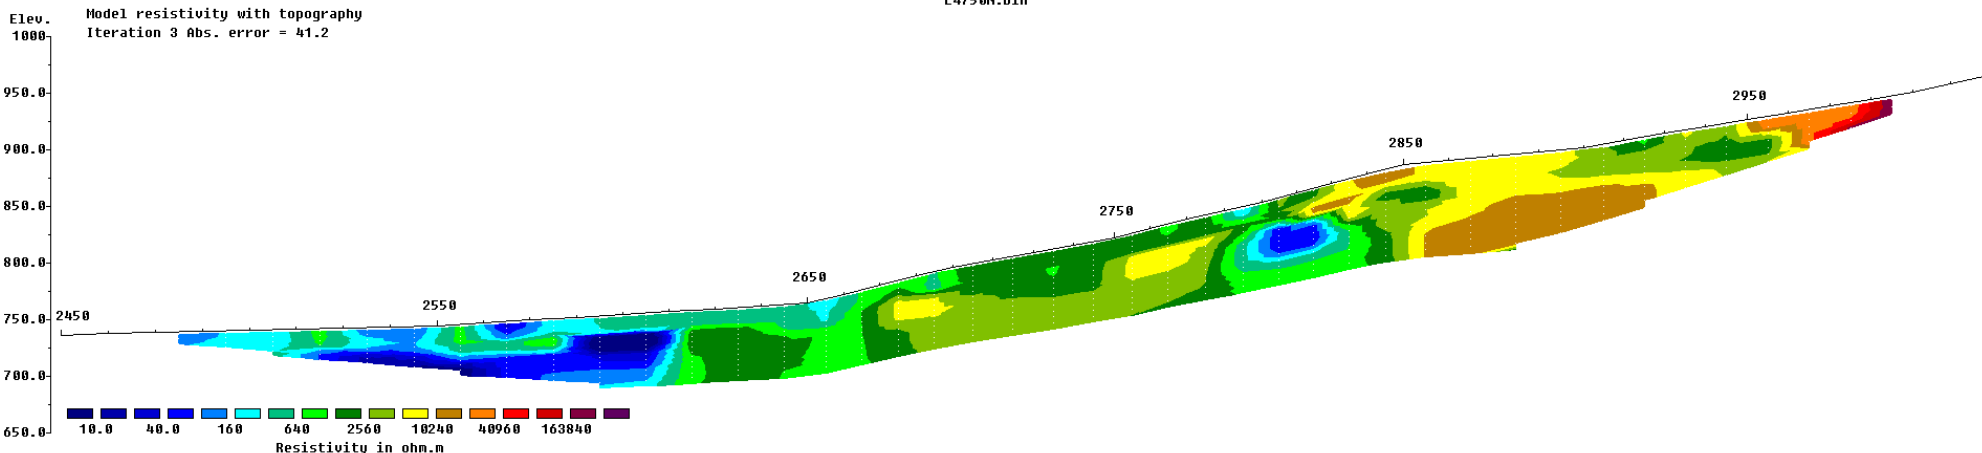 L4750N.bin
Model resistivity with topography
Elev.
Iteration 3 Abs. error = 41.2
1000
950.0
2950
900.0
2850
850.0
2750
800.0
2650
750.0
2550
2450
700.0
10.0 40.0 160 640 2560 10240 40960 163840
650.0
Resistivity in ohm.m